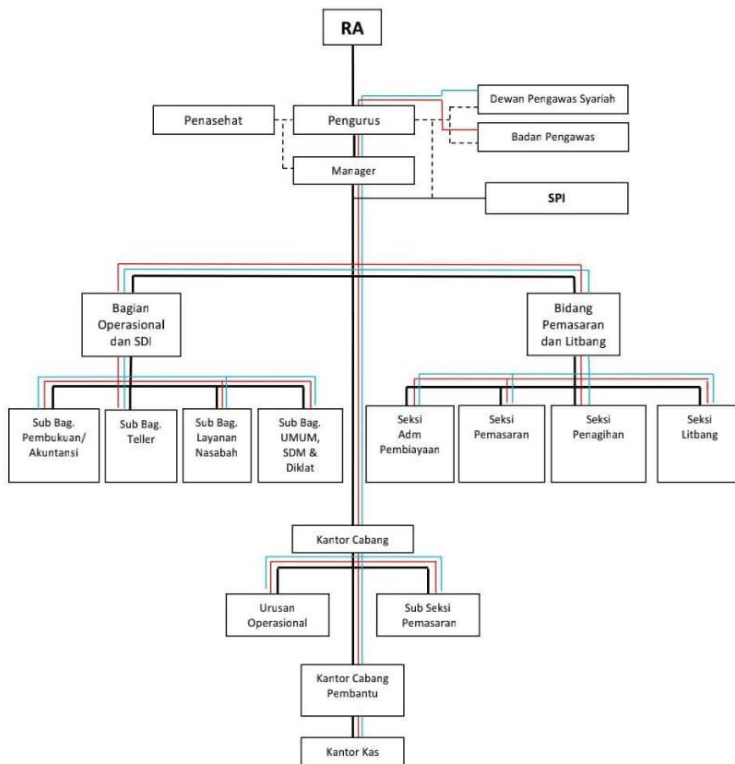 RA
Dewan Pengawas Syariah
Penasehat
Pengurus
Badan Pengawas
Manager
SPI
Bagian
Operasional
dan SDI
Bidang
Pemasaran
dan Litbang
Sub Bag.
Pembukuan/
Akuntansi
Sub Bag.
Teller
Sub Bag.
Layanan
Nasabah
Sub Bag.
UMUM,
SDM &
Diklat
Seksi
Adm
Pembiayaan
Seksi
Pemasaran
Seksi
Penagihan
Seksi
Litbang
Kantor Cabang
Urusan
Operasional
Sub Seksi
Pemasaran
Kantor Cabang
Pembantu
Kantor Kas